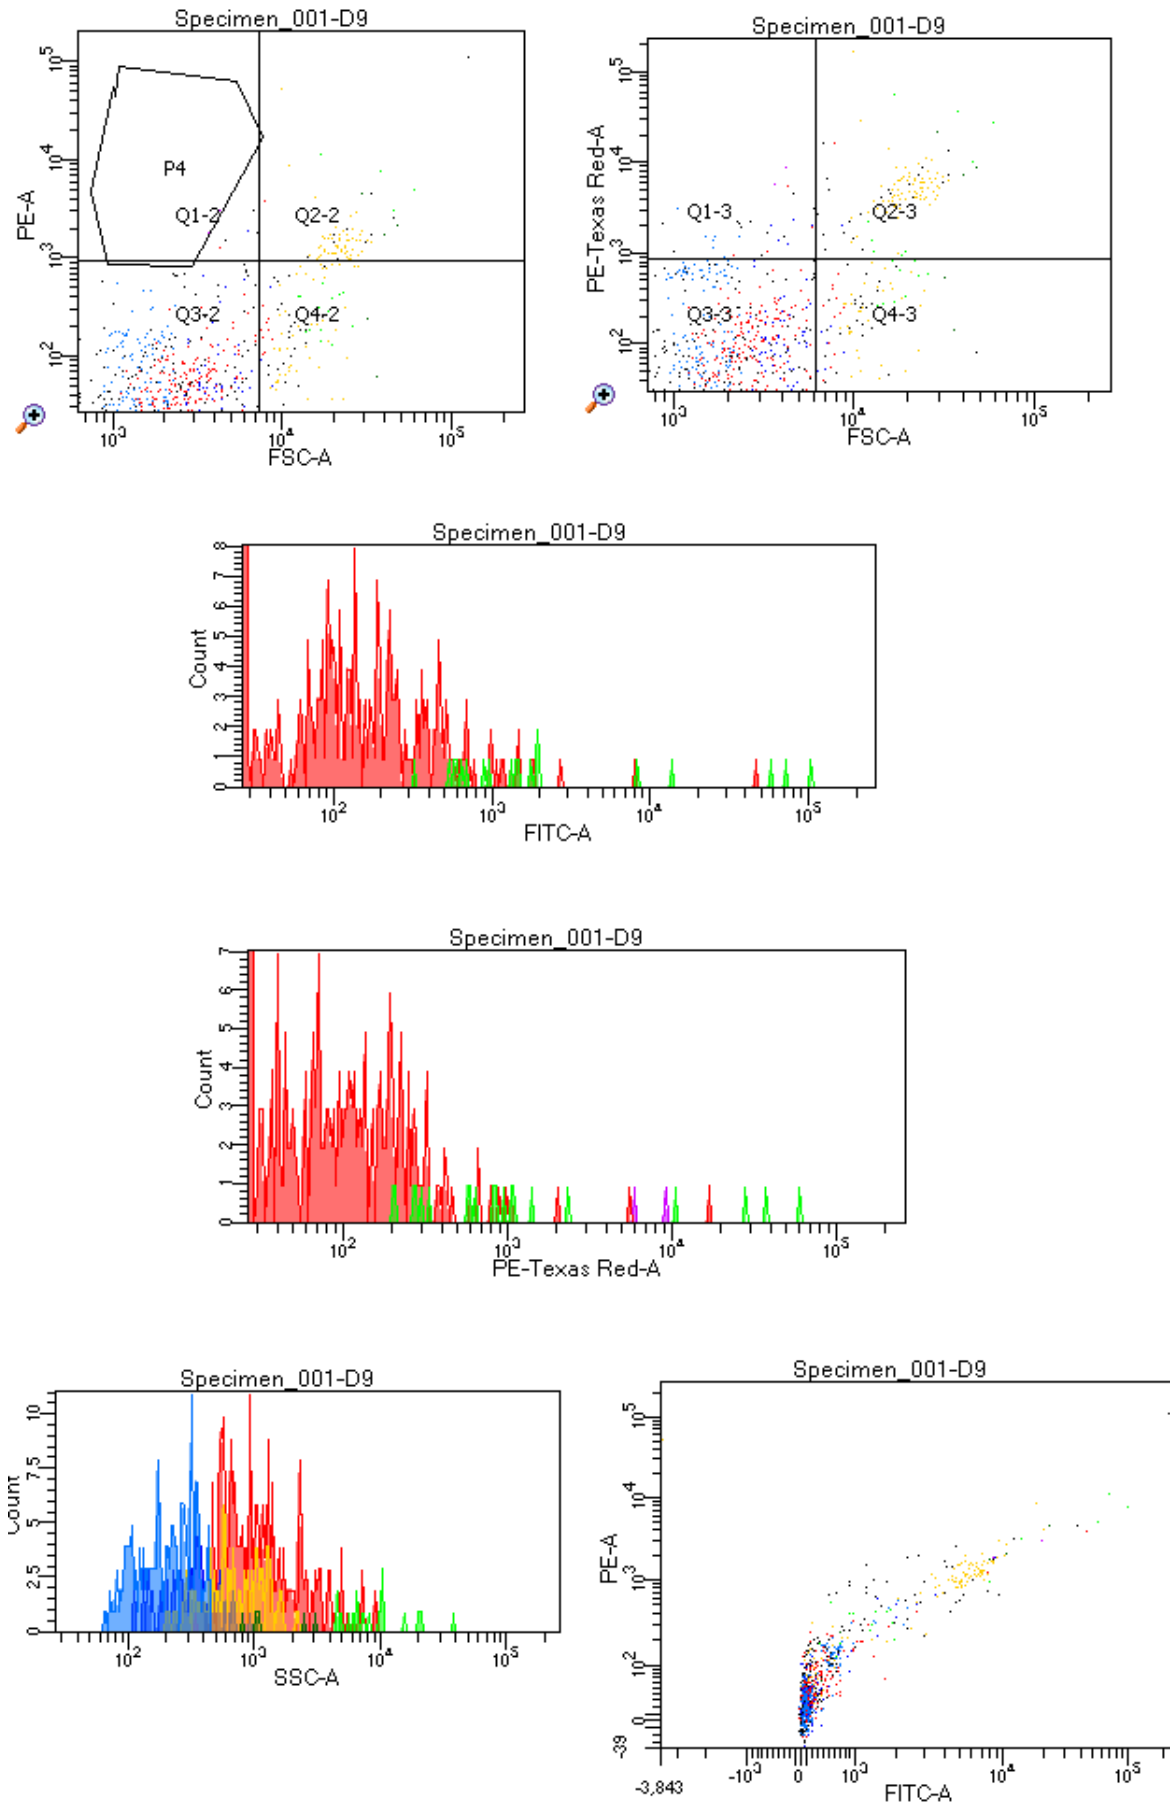 Specimen_001-D9
PE-A
10^5
10^4
10^3
10^2
P4
Q1-2
Q2-2
Q3-2
Q4-2
10^3
10^4
10^5
FSC-A
Specimen_001-D9
PE-Texas Red-A
10^5
10^4
10^3
10^2
Q1-3
Q2-3
Q3-3
Q4-3
10^3
10^4
10^5
FSC-A
Specimen_001-D9
Count
8
7
6
5
4
3
2
1
0
10^2
10^3
10^4
10^5
FITC-A
Specimen_001-D9
Count
7
6
5
4
3
2
1
0
10^2
10^3
10^4
10^5
PE-Texas Red-A
Specimen_001-D9
Count
10
7.5
5
2.5
0
10^2
10^3
10^4
10^5
SSC-A
Specimen_001-D9
PE-A
10^5
10^4
10^3
10^2
0
-39
-3,843
-10^3
0
10^3
10^4
10^5
FITC-A